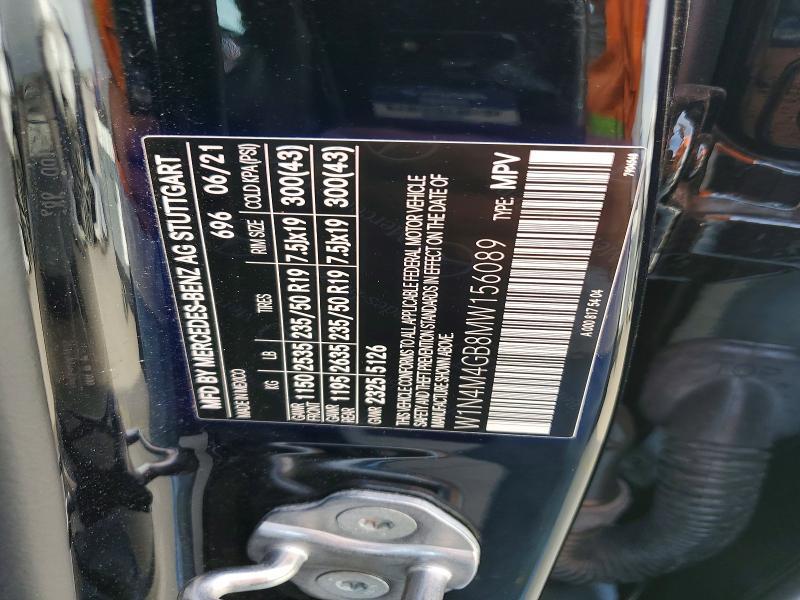 MFD BY MERCEDES-BENZ AG STUTTGART
MADE IN MEXICO 696 06/21
KG LB TIRES RIM SIZE COLD KPA(PSI)
GAWR FRONT 1150 2535 235/50 R19 7.5Jx19 300(43)
GAWR REAR 1195 2635 235/50 R19 7.5Jx19 300(43)
GVWR 2325 5126
THIS VEHICLE CONFORMS TO ALL APPLICABLE FEDERAL MOTOR VEHICLE
SAFETY AND THEFT PREVENTION STANDARDS IN EFFECT ON THE DATE OF
MANUFACTURE SHOWN ABOVE.
W1N4M4GB8MW156089 TYPE: MPV
A 000 817 54 04